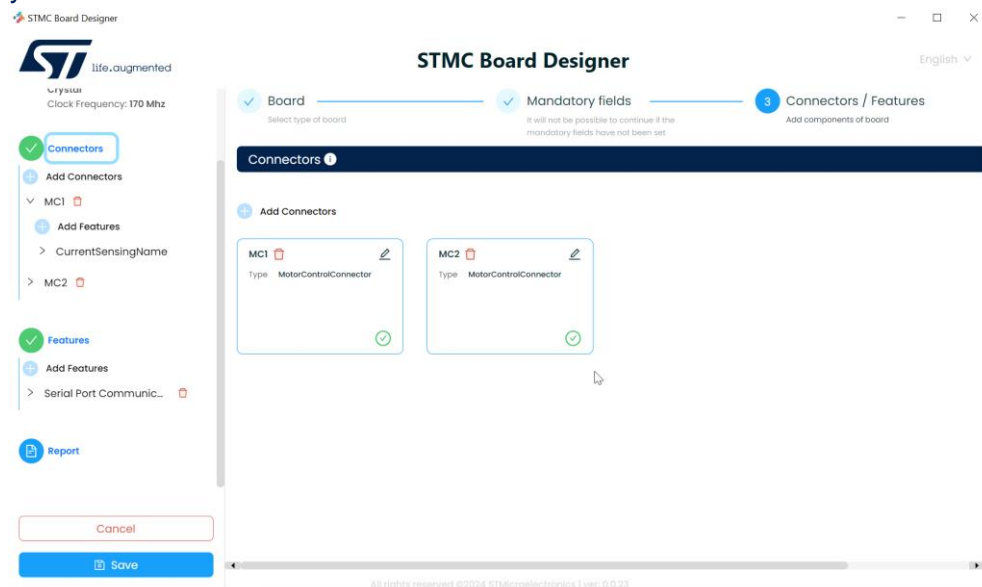 STMC Board Designer
ST life.augmented
STMC Board Designer
English
Crystal
Clock Frequency: 170 Mhz
Board
Select type of board
Mandatory fields
It will not be possible to continue if the
mandatory fields have not been set
3 Connectors / Features
Add components of board
Connectors
Add Connectors
MC1
Add Features
CurrentSensingName
MC2
Features
Add Features
Serial Port Communic...
Report
Cancel
Save
Connectors
Add Connectors
MC1
Type MotorControlConnector
MC2
Type MotorControlConnector
All rights reserved ©2024 STMicroelectronics | ver: 0.0.23